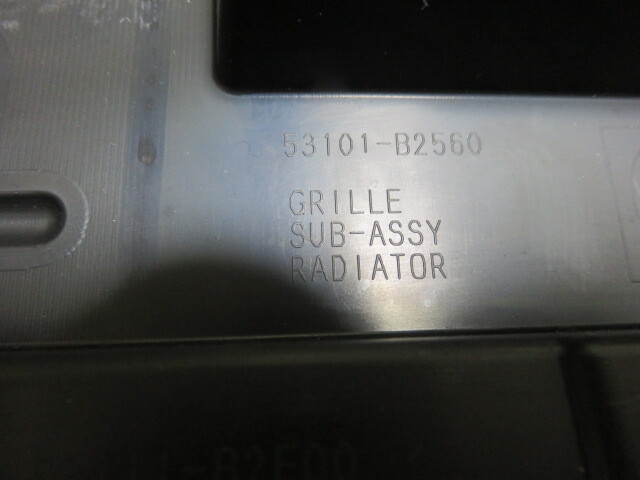 53101-B2560
GRILLE
SUB-ASSY
RADIATOR